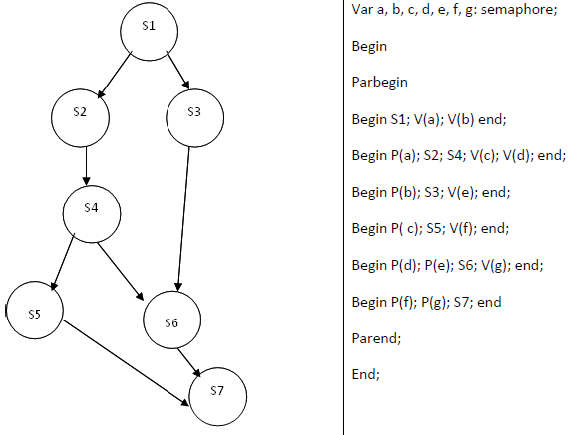 S1
S2
S3
S4
S5
S6
S7
Var a, b, c, d, e, f, g: semaphore;
Begin
Parbegin
Begin S1; V(a); V(b) end;
Begin P(a); S2; S4; V(c); V(d); end;
Begin P(b); S3; V(e); end;
Begin P( c); S5; V(f); end;
Begin P(d); P(e); S6; V(g); end;
Begin P(f); P(g); S7; end
Parend;
End;